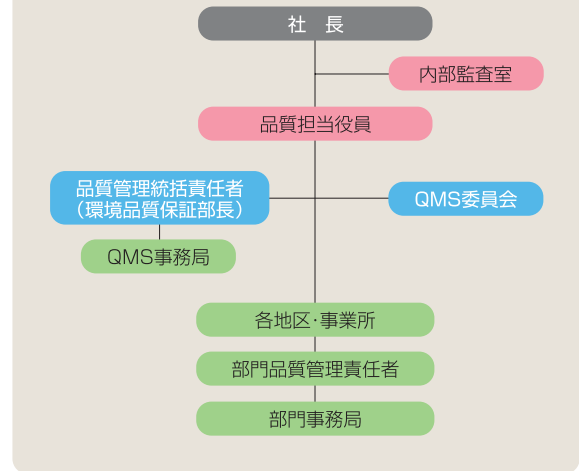 社 長
内部監査室
品質担当役員
品質管理統括責任者
（環境品質保証部長）
QMS委員会
QMS事務局
各地区・事業所
部門品質管理責任者
部門事務局